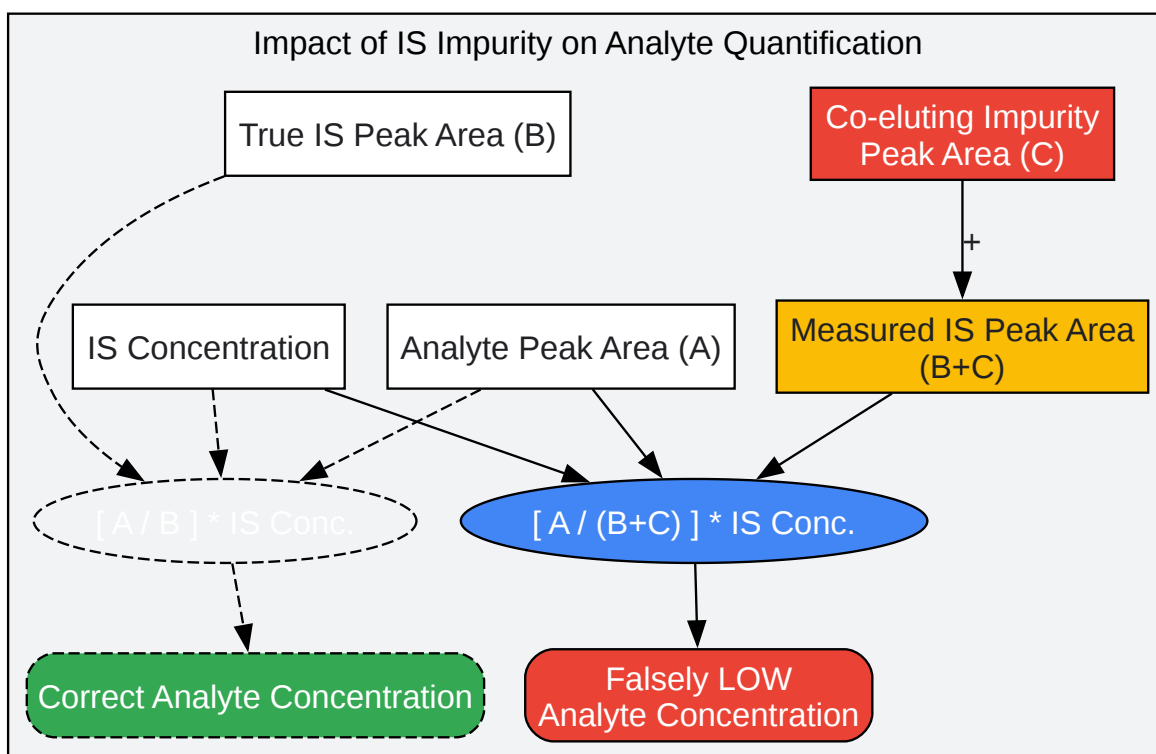 Impact of IS Impurity on Analyte Quantification
True IS Peak Area (B)
Co-eluting Impurity
Peak Area (C)
+
IS Concentration
Analyte Peak Area (A)
Measured IS Peak Area
(B+C)
[ A / B ] * IS Conc.
[ A / (B+C) ] * IS Conc.
Correct Analyte Concentration
Falsely LOW
Analyte Concentration